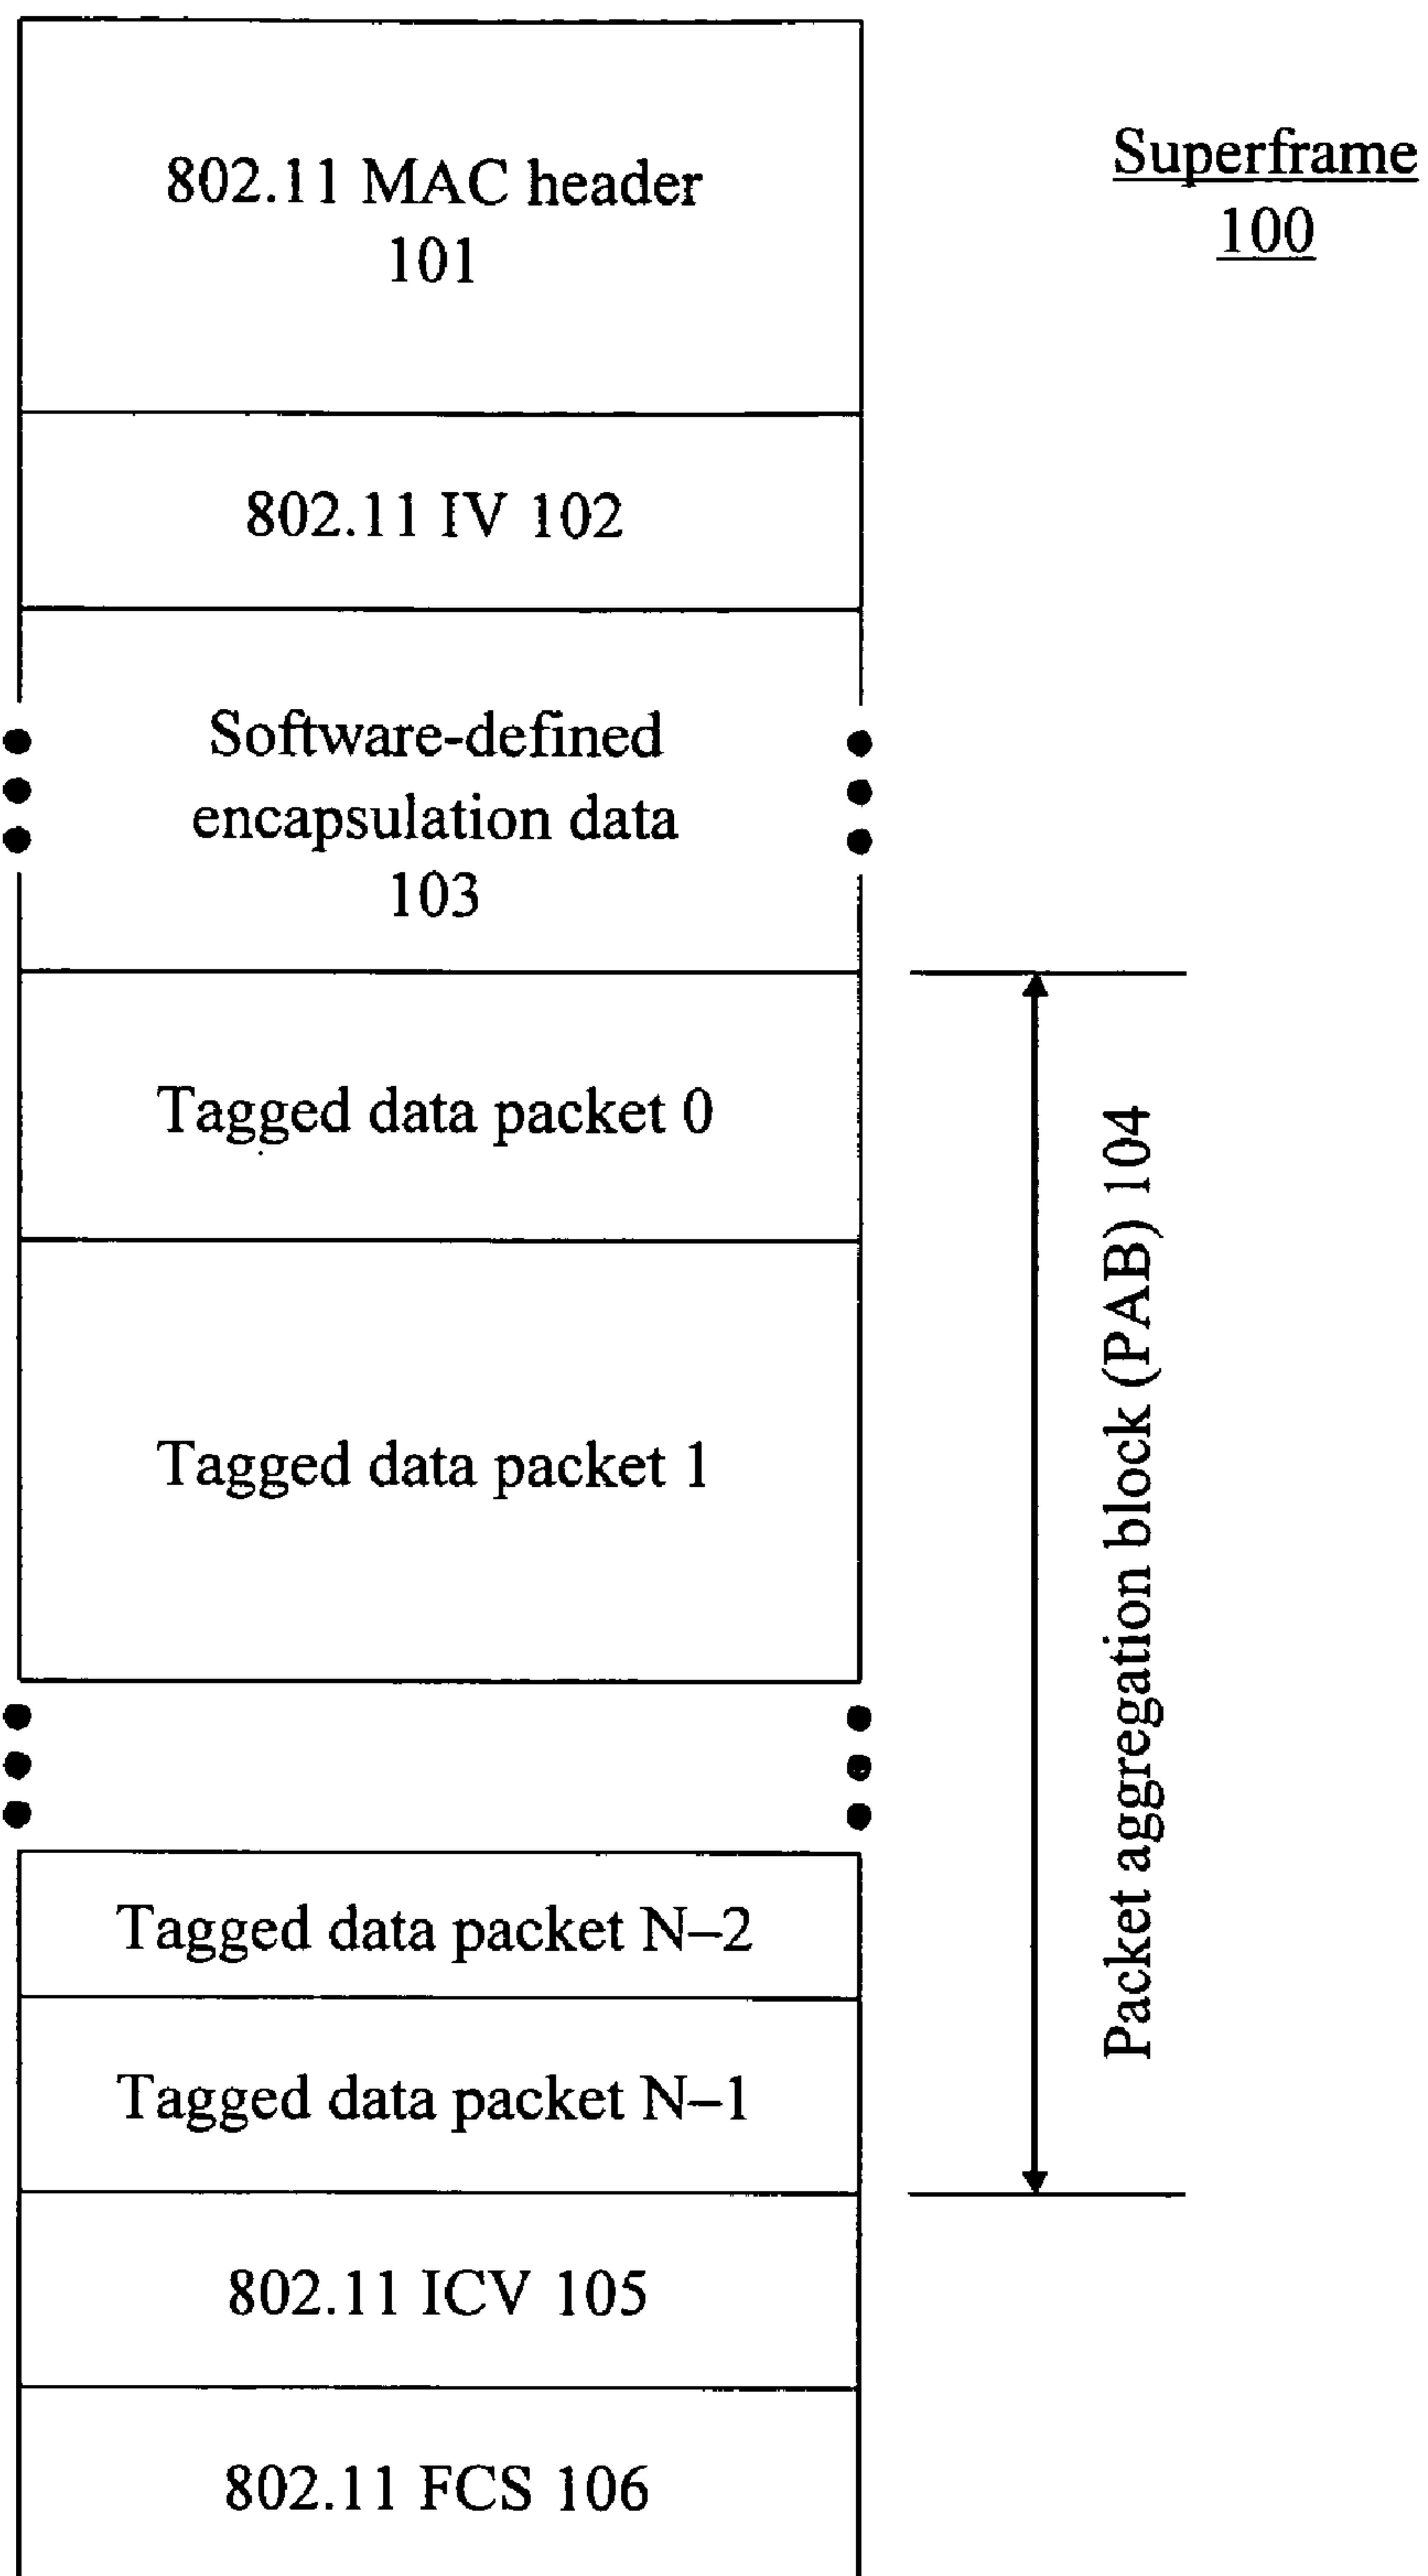 802.11 MAC header
101
Superframe
100
802.11 IV 102
Software-defined
encapsulation data
103
Tagged data packet 0
Tagged data packet 1
Packet aggregation block (PAB) 104
Tagged data packet N–2
Tagged data packet N–1
802.11 ICV 105
802.11 FCS 106